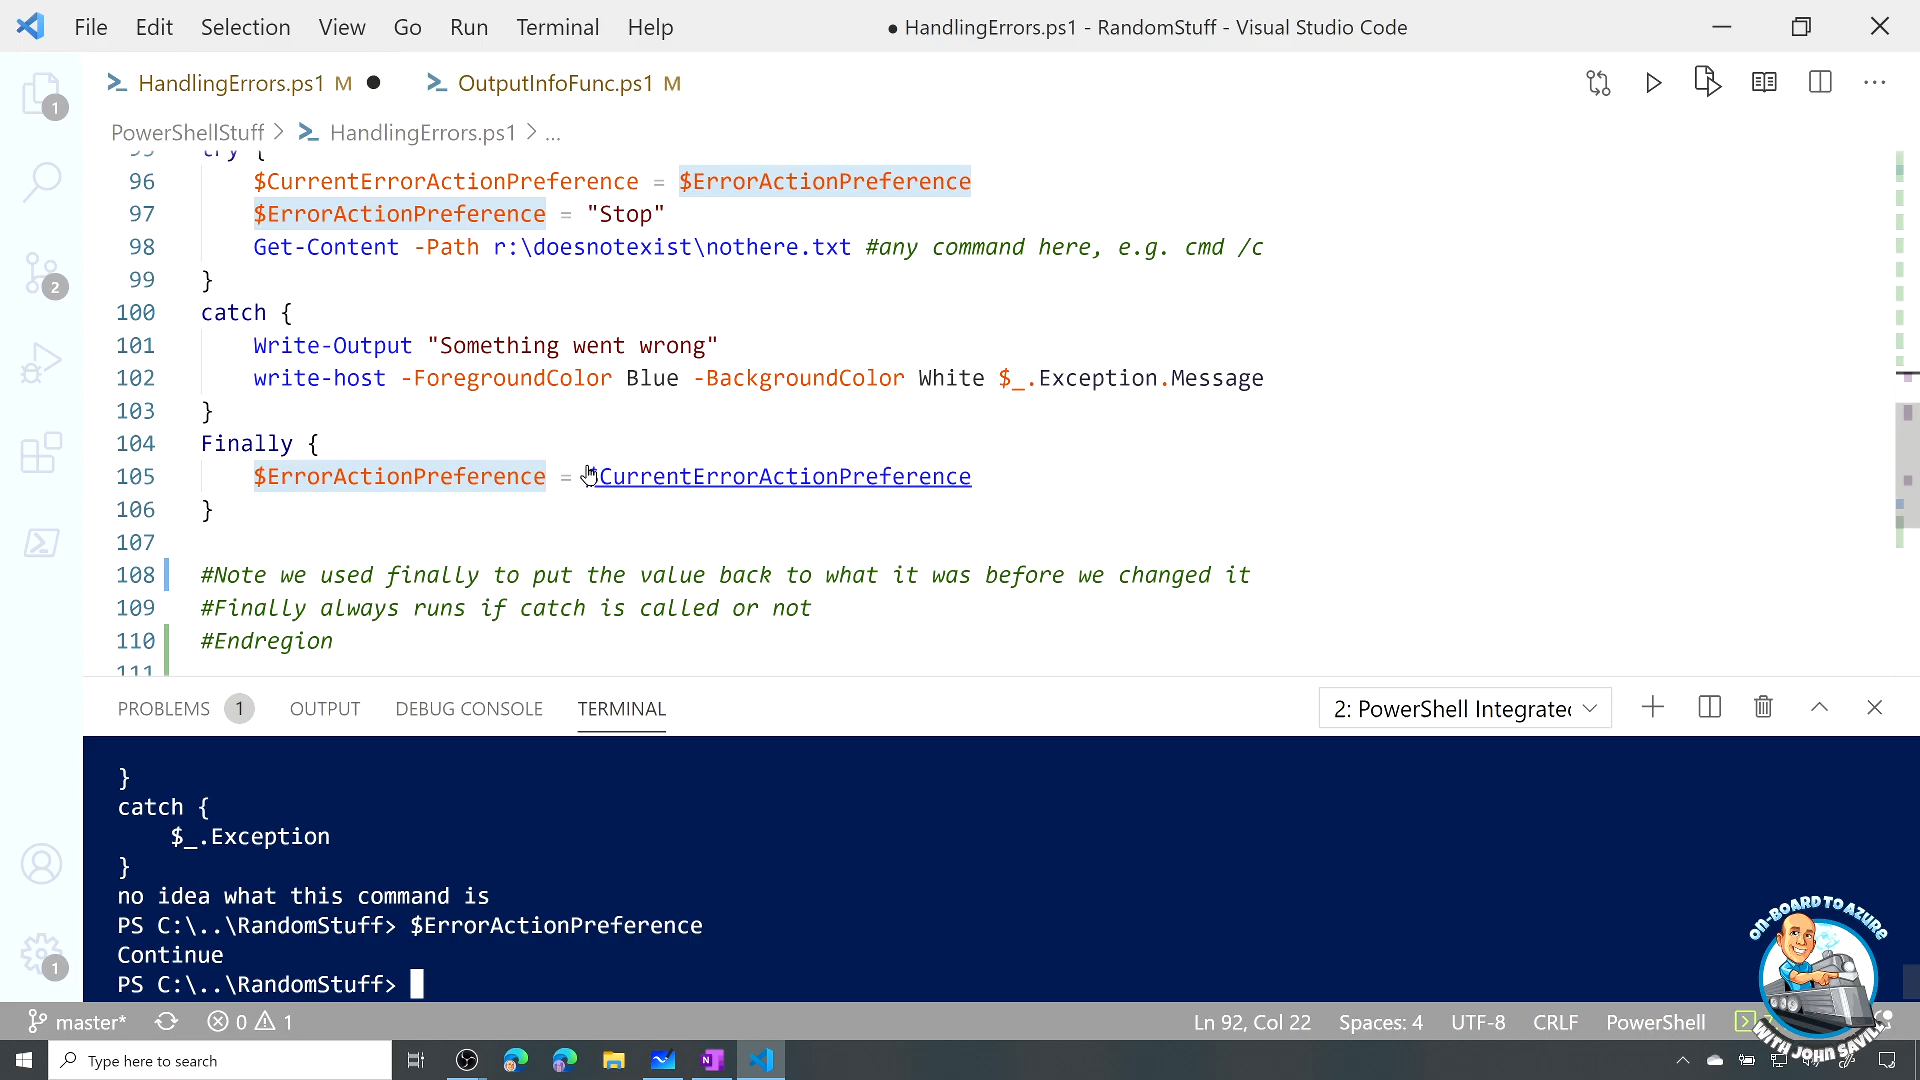 File Edit Selection View Go Run Terminal Help
● HandlingErrors.ps1 - RandomStuff - Visual Studio Code
HandlingErrors.ps1 M ● OutputInfoFunc.ps1 M
PowerShellStuff > HandlingErrors.ps1 > ...
95 try {
96 $CurrentErrorActionPreference = $ErrorActionPreference
97 $ErrorActionPreference = "Stop"
98 Get-Content -Path r:\doesnotexist\nothere.txt #any command here, e.g. cmd /c
99 }
100 catch {
101 Write-Output "Something went wrong"
102 write-host -ForegroundColor Blue -BackgroundColor White $_.Exception.Message
103 }
104 Finally {
105 $ErrorActionPreference = $CurrentErrorActionPreference
106 }
107
108 #Note we used finally to put the value back to what it was before we changed it
109 #Finally always runs if catch is called or not
110 #Endregion
111
1
2
1
PROBLEMS 1 OUTPUT DEBUG CONSOLE TERMINAL
2: PowerShell Integrated
}
catch {
$_.Exception
}
no idea what this command is
PS C:\..\RandomStuff> $ErrorActionPreference
Continue
PS C:\..\RandomStuff>
ON-BOARD TO AZURE
WITH JOHN SAVILL
master* 0 1
Ln 92, Col 22 Spaces: 4 UTF-8 CRLF PowerShell
Type here to search